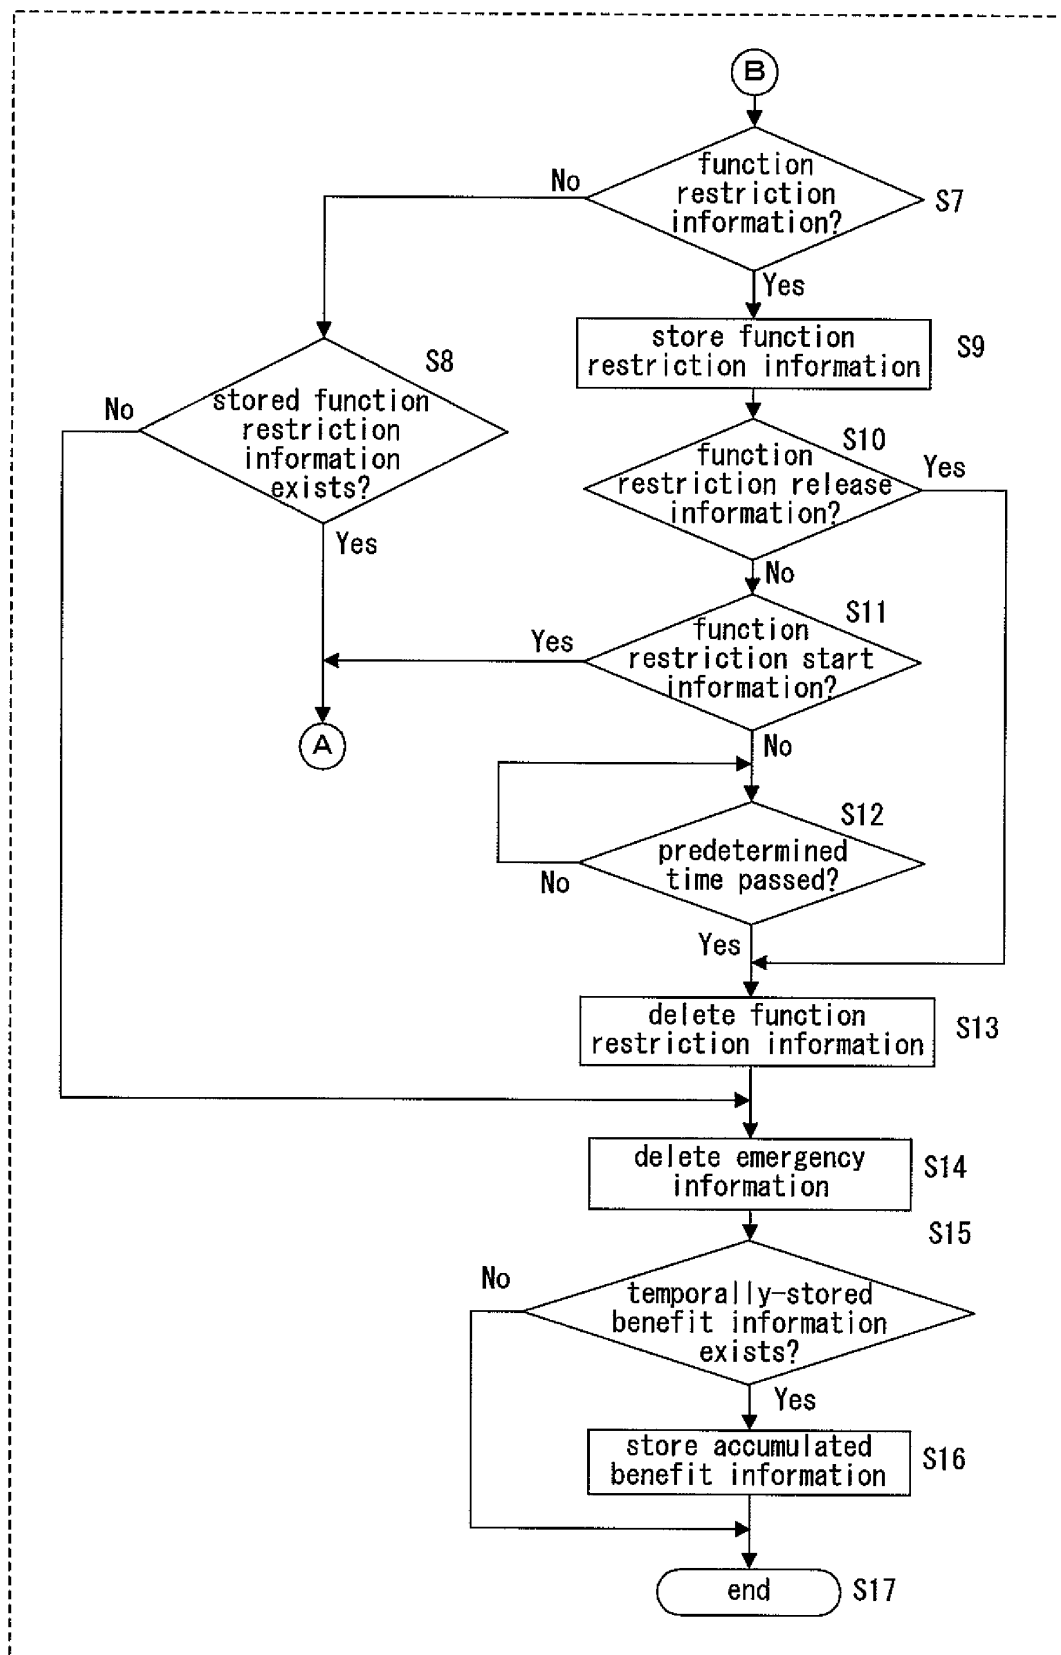 B
function
restriction
information?
No
S7
Yes
store function
restriction information
S9
S8
stored function
restriction
information
exists?
No
Yes
S10
function
restriction release
information?
Yes
No
S11
function
restriction start
information?
Yes
No
A
S12
predetermined
time passed?
No
Yes
delete function
restriction information
S13
delete emergency
information
S14
S15
temporally-stored
benefit information
exists?
No
Yes
store accumulated
benefit information
S16
end
S17